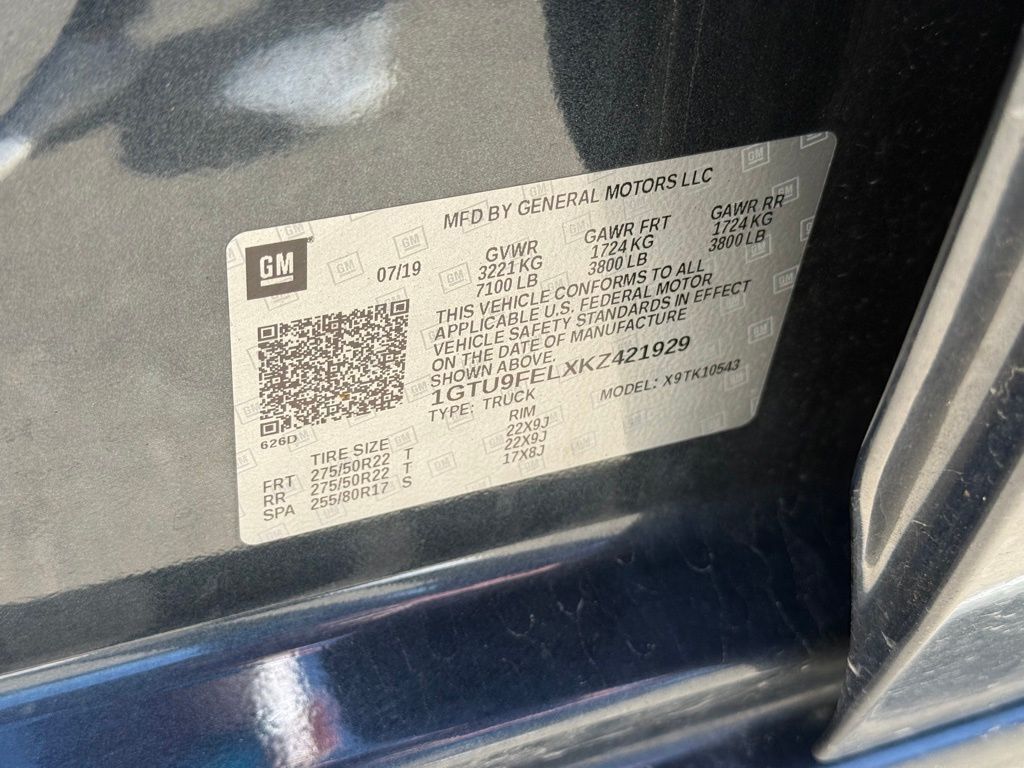 MFD BY GENERAL MOTORS LLC
GM
07/19
GVWR
3221 KG
7100 LB
GAWR FRT
1724 KG
3800 LB
GAWR RR
1724 KG
3800 LB
THIS VEHICLE CONFORMS TO ALL
APPLICABLE U.S. FEDERAL MOTOR
VEHICLE SAFETY STANDARDS IN EFFECT
ON THE DATE OF MANUFACTURE
SHOWN ABOVE.
1GTU9FELXKZ421929
TYPE: TRUCK
MODEL: X9TK10543
626D
TIRE SIZE RIM
FRT 275/50R22 T 22X9J
RR 275/50R22 T 22X9J
SPA 255/80R17 S 17X8J